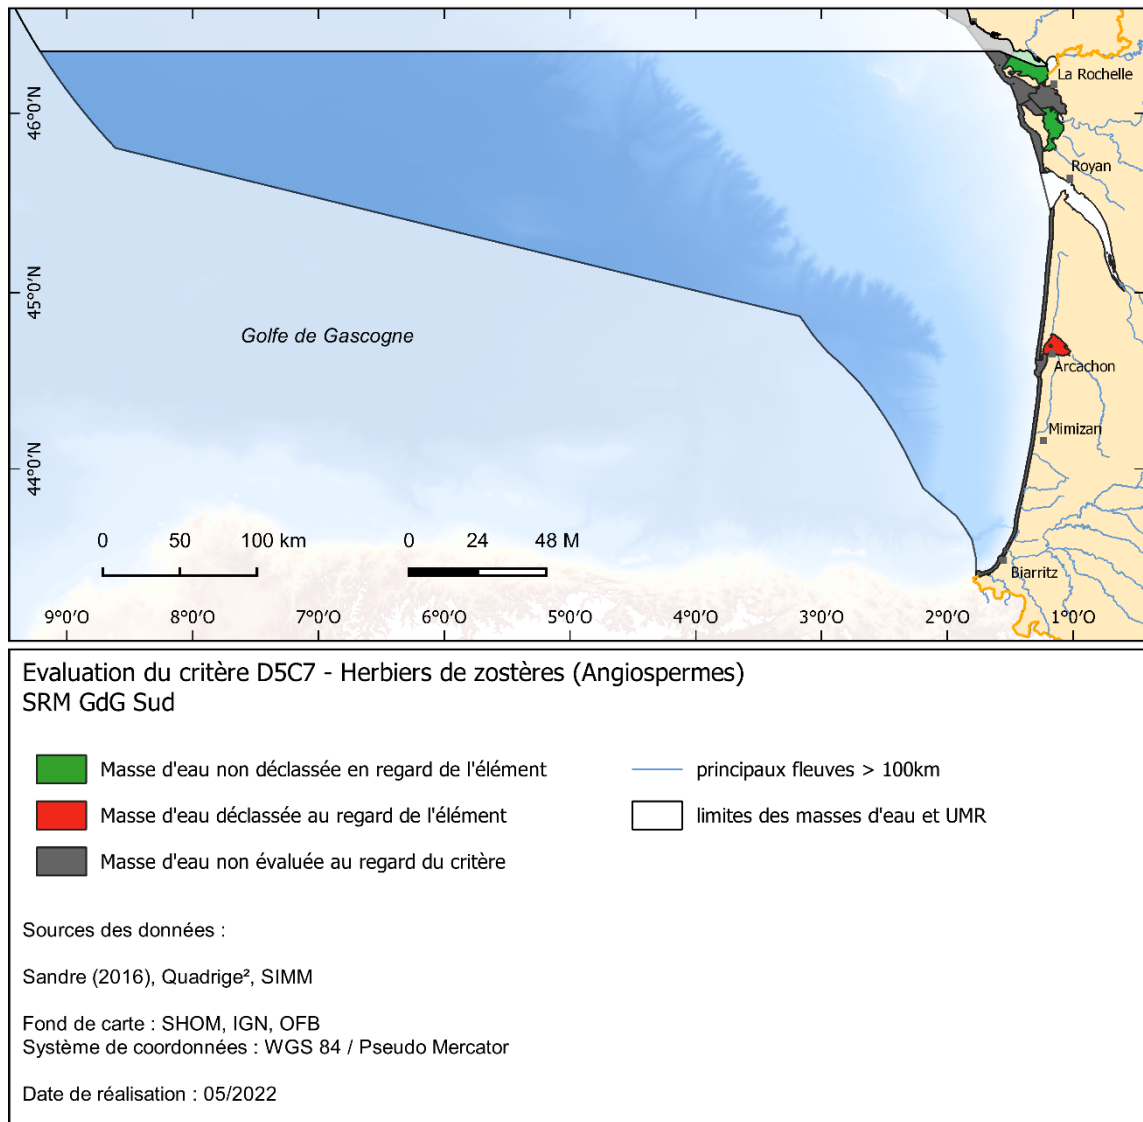 La Rochelle
46°0'N
Royan
45°0'N
Golfe de Gascogne
Arcachon
Mimizan
44°0'N
0 50 100 km
0 24 48 M
Biarritz
9°0'O 8°0'O 7°0'O 6°0'O 5°0'O 4°0'O 3°0'O 2°0'O 1°0'O
Evaluation du critère D5C7 - Herbiers de zostères (Angiospermes)
SRM GdG Sud
Masse d'eau non déclassée en regard de l'élément
principaux fleuves > 100km
Masse d'eau déclassée au regard de l'élément
limites des masses d'eau et UMR
Masse d'eau non évaluée au regard du critère
Sources des données :
Sandre (2016), Quadrige², SIMM
Fond de carte : SHOM, IGN, OFB
Système de coordonnées : WGS 84 / Pseudo Mercator
Date de réalisation : 05/2022